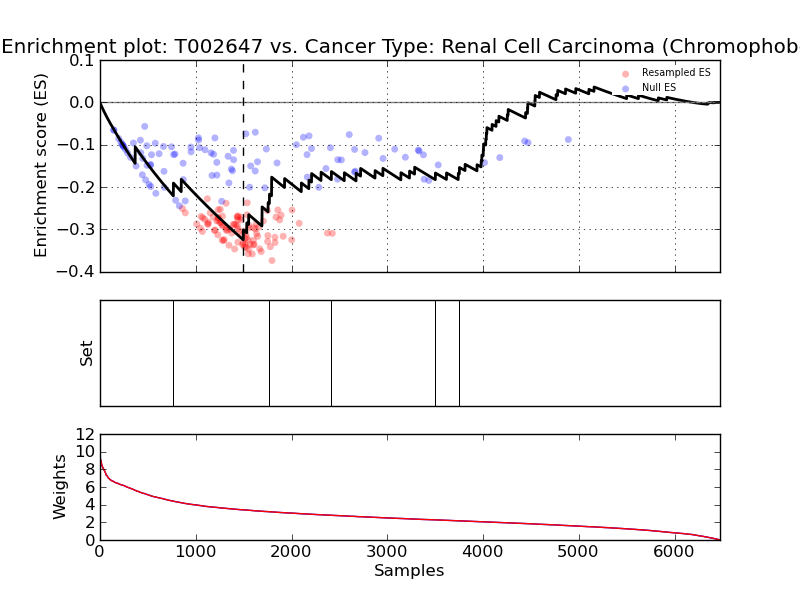 Enrichment plot: T002647 vs. Cancer Type: Renal Cell Carcinoma (Chromophob
0.1
0.0
−0.1
−0.2
−0.3
−0.4
Enrichment score (ES)
Resampled ES
Null ES
Set
12
10
8
6
4
2
0
Weights
0
1000
2000
3000
4000
5000
6000
Samples